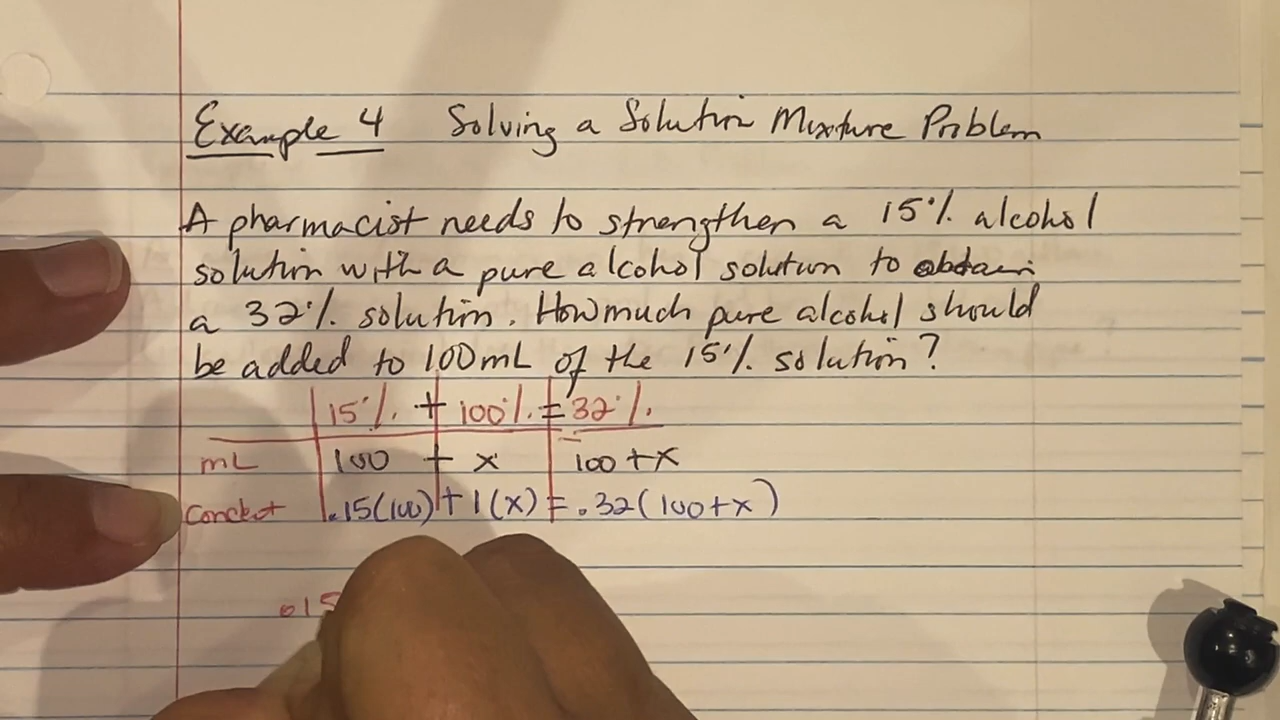 Example 4 Solving a Solution Mixture Problem
A pharmacist needs to strengthen a 15% alcohol
solution with a pure alcohol solution to obtain
a 32% solution. How much pure alcohol should
be added to 100mL of the 15% solution?
15% + 100% = 32%
mL 100 + x 100 + x
.15(100) + 1(x) = .32(100+x)
.15